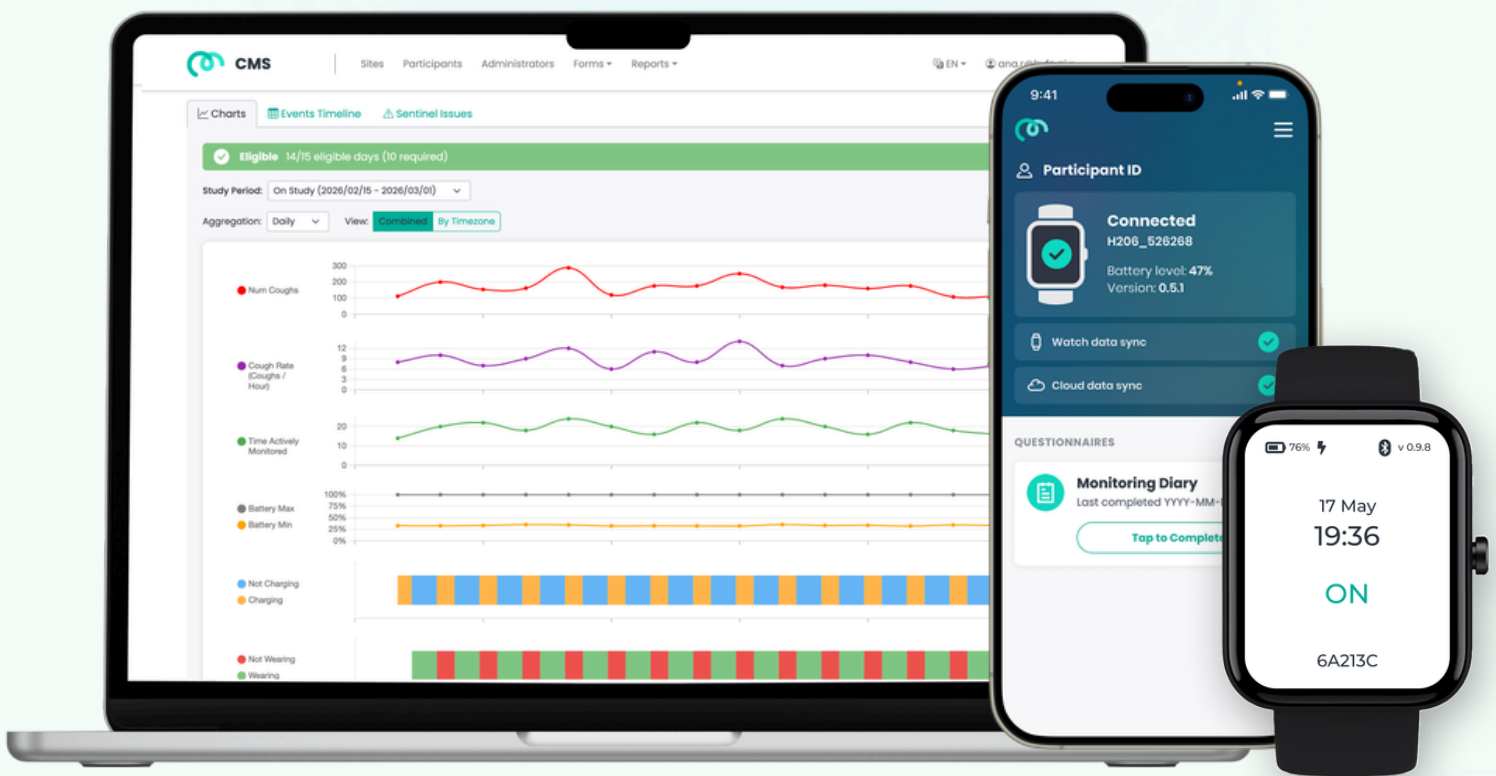 CMS
Sites Participants Administrators Forms Reports
EN
Charts Events Timeline Sentinel Issues
Eligible 14/15 eligible days (10 required)
Study Period: On Study (2026/02/15 - 2026/03/01)
Aggregation: Daily View: Combined By Timezone
Num Coughs
300
200
100
0
Cough Rate
(Coughs /
Hour)
12
9
6
3
0
Time Actively
Monitored
20
10
0
Battery Max
Battery Min
100%
75%
50%
25%
0%
Not Charging
Charging
Not Wearing
Wearing
9:41
Participant ID
Connected
H206_526268
Battery level: 47%
Version: 0.5.1
Watch data sync
Cloud data sync
QUESTIONNAIRES
Monitoring Diary
Last completed YYYY-MM-
Tap to Complete
76% v 0.9.8
17 May
19:36
ON
6A213C